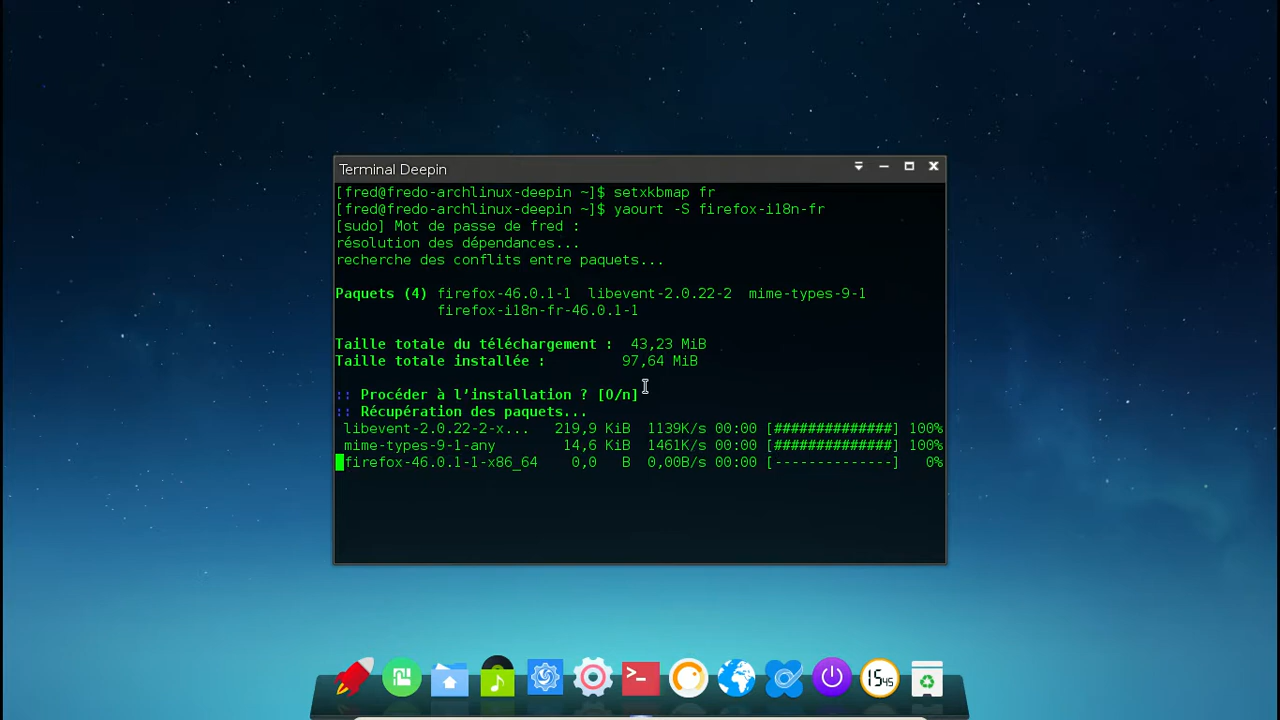 Terminal Deepin
[fred@fredo-archlinux-deepin ~]$ setxkbmap fr
[fred@fredo-archlinux-deepin ~]$ yaourt -S firefox-i18n-fr
[sudo] Mot de passe de fred :
résolution des dépendances...
recherche des conflits entre paquets...
Paquets (4) firefox-46.0.1-1  libevent-2.0.22-2  mime-types-9-1
firefox-i18n-fr-46.0.1-1
Taille totale du téléchargement :  43,23 MiB
Taille totale installée :         97,64 MiB
:: Procéder à l’installation ? [O/n]
:: Récupération des paquets...
libevent-2.0.22-2-x...   219,9 KiB  1139K/s 00:00 [##############] 100%
mime-types-9-1-any        14,6 KiB  1461K/s 00:00 [##############] 100%
firefox-46.0.1-1-x86_64    0,0   B  0,00B/s 00:00 [--------------]   0%
15 45